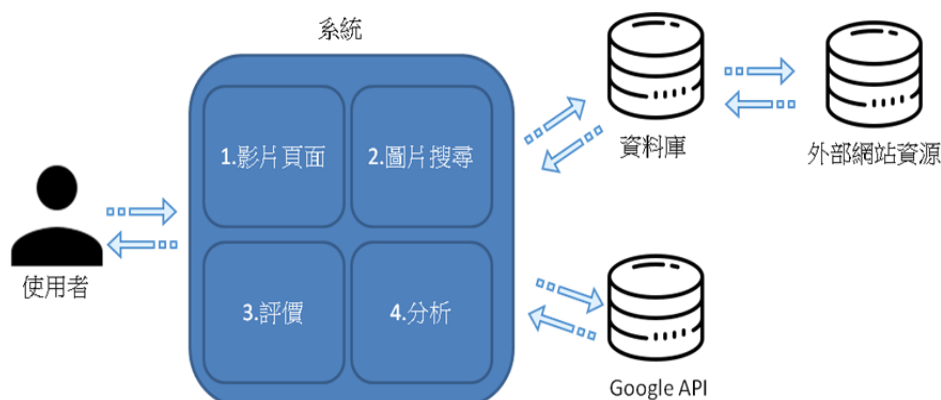 系統
1.影片頁面
2.圖片搜尋
資料庫
外部網站資源
使用者
3.評價
4.分析
Google API